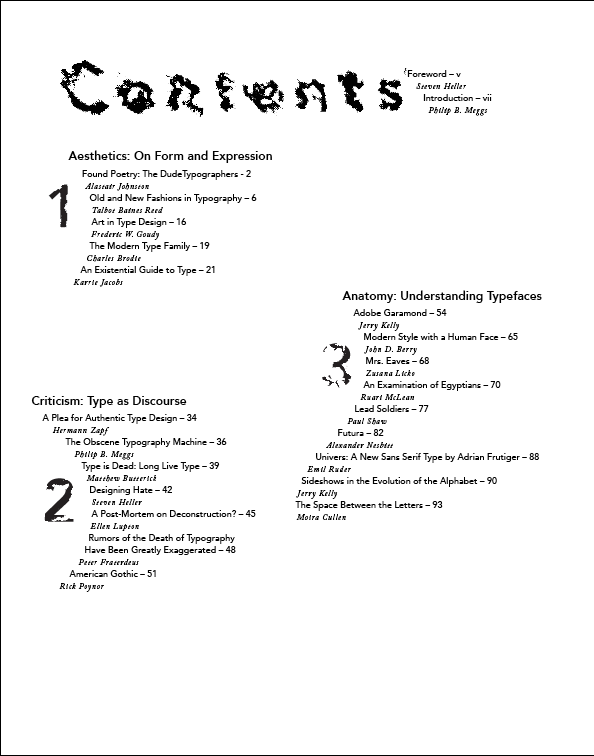 Contents
Foreword – v
Steven Heller
Introduction – vii
Philip B. Meggs
Aesthetics: On Form and Expression
1
Found Poetry: The DudeTypographers - 2
Alastair Johnston
Old and New Fashions in Typography – 6
Talbot Baines Reed
Art in Type Design – 16
Frederic W. Goudy
The Modern Type Family – 19
Charles Brodie
An Existential Guide to Type – 21
Karrie Jacobs
Criticism: Type as Discourse
2
A Plea for Authentic Type Design – 34
Hermann Zapf
The Obscene Typography Machine – 36
Philip B. Meggs
Type is Dead: Long Live Type – 39
Matthew Butterick
Designing Hate – 42
Steven Heller
A Post-Mortem on Deconstruction? – 45
Ellen Lupton
Rumors of the Death of Typography
Have Been Greatly Exaggerated – 48
Peter Fraterdeus
American Gothic – 51
Rick Poynor
Anatomy: Understanding Typefaces
3
Adobe Garamond – 54
Jerry Kelly
Modern Style with a Human Face – 65
John D. Berry
Mrs. Eaves – 68
Zuzana Licko
An Examination of Egyptians – 70
Ruari McLean
Lead Soldiers – 77
Paul Shaw
Futura – 82
Alexander Nesbitt
Univers: A New Sans Serif Type by Adrian Frutiger – 88
Emil Ruder
Sideshows in the Evolution of the Alphabet – 90
Jerry Kelly
The Space Between the Letters – 93
Moira Cullen